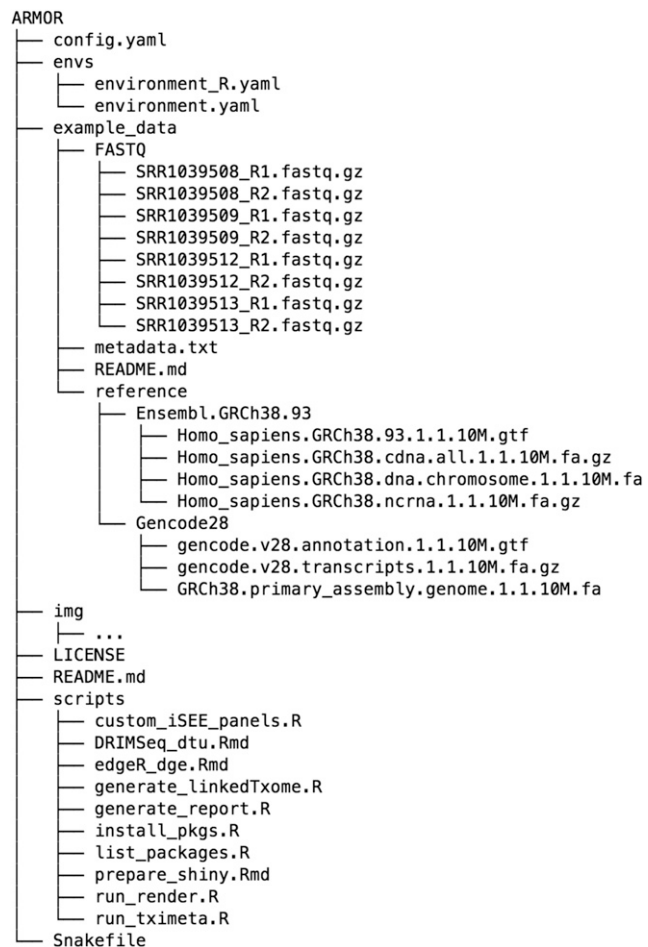 ARMOR
├── config.yaml
├── envs
│   ├── environment_R.yaml
│   └── environment.yaml
├── example_data
│   ├── FASTQ
│   │   ├── SRR1039508_R1.fastq.gz
│   │   ├── SRR1039508_R2.fastq.gz
│   │   ├── SRR1039509_R1.fastq.gz
│   │   ├── SRR1039509_R2.fastq.gz
│   │   ├── SRR1039512_R1.fastq.gz
│   │   ├── SRR1039512_R2.fastq.gz
│   │   ├── SRR1039513_R1.fastq.gz
│   │   └── SRR1039513_R2.fastq.gz
│   ├── metadata.txt
│   ├── README.md
│   └── reference
│       ├── Ensembl.GRCh38.93
│       │   ├── Homo_sapiens.GRCh38.93.1.1.10M.gtf
│       │   ├── Homo_sapiens.GRCh38.cdna.all.1.1.10M.fa.gz
│       │   ├── Homo_sapiens.GRCh38.dna.chromosome.1.1.10M.fa
│       │   └── Homo_sapiens.GRCh38.ncrna.1.1.10M.fa.gz
│       └── Gencode28
│           ├── gencode.v28.annotation.1.1.10M.gtf
│           ├── gencode.v28.transcripts.1.1.10M.fa.gz
│           └── GRCh38.primary_assembly.genome.1.1.10M.fa
├── img
│   ├── ...
├── LICENSE
├── README.md
├── scripts
│   ├── custom_iSEE_panels.R
│   ├── DRIMSeq_dtu.Rmd
│   ├── edgeR_dge.Rmd
│   ├── generate_linkedTxome.R
│   ├── generate_report.R
│   ├── install_pkgs.R
│   ├── list_packages.R
│   ├── prepare_shiny.Rmd
│   ├── run_render.R
│   └── run_tximeta.R
└── Snakefile